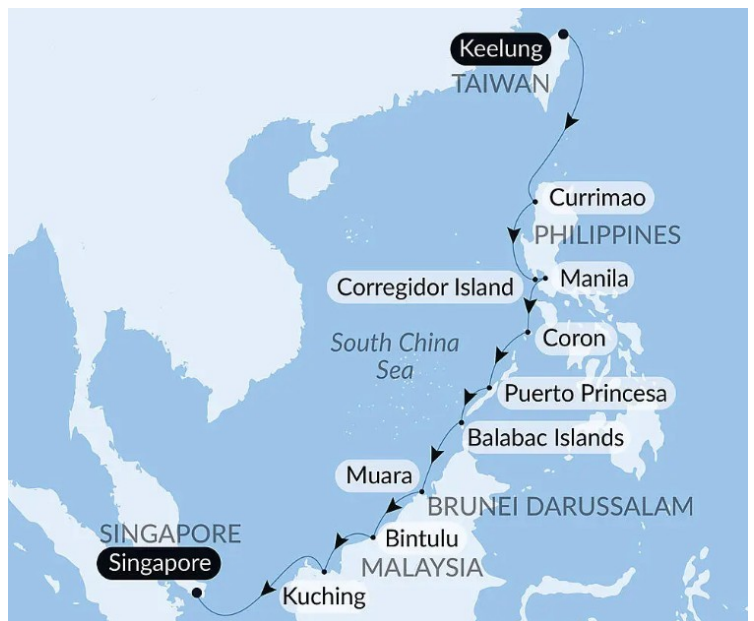 Keelung
TAIWAN
Currimao
PHILIPPINES
Manila
Corregidor Island
Coron
South China
Sea
Puerto Princesa
Balabac Islands
Muara
BRUNEI DARUSSALAM
SINGAPORE
Bintulu
Singapore
MALAYSIA
Kuching